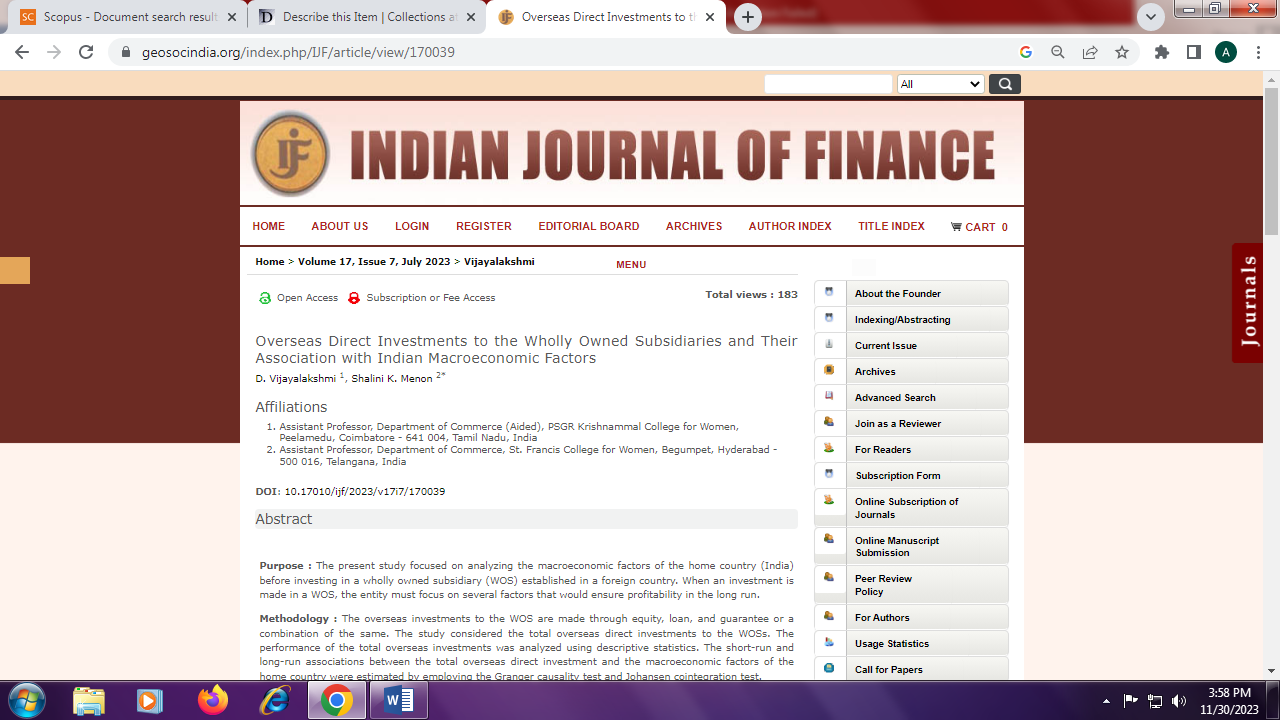 Scopus - Document search result
Describe this Item | Collections a
Overseas Direct Investments to t
geosocindia.org/index.php/IJF/article/view/170039
A
All
IJF
INDIAN JOURNAL OF FINANCE
HOME ABOUT US LOGIN REGISTER EDITORIAL BOARD ARCHIVES AUTHOR INDEX TITLE INDEX CART 0
Home > Volume 17, Issue 7, July 2023 > Vijayalakshmi
MENU
Open Access Subscription or Fee Access
Total views : 183
Overseas Direct Investments to the Wholly Owned Subsidiaries and Their
Association with Indian Macroeconomic Factors
D. Vijayalakshmi 1, Shalini K. Menon 2*
Affiliations
1. Assistant Professor, Department of Commerce (Aided), PSGR Krishnammal College for Women,
Peelamedu, Coimbatore - 641 004, Tamil Nadu, India
2. Assistant Professor, Department of Commerce, St. Francis College for Women, Begumpet, Hyderabad -
500 016, Telangana, India
DOI: 10.17010/ijf/2023/v17i7/170039
Abstract
Purpose : The present study focused on analyzing the macroeconomic factors of the home country (India)
before investing in a wholly owned subsidiary (WOS) established in a foreign country. When an investment is
made in a WOS, the entity must focus on several factors that would ensure profitability in the long run.
Methodology : The overseas investments to the WOS are made through equity, loan, and guarantee or a
combination of the same. The study considered the total overseas direct investments to the WOSs. The
performance of the total overseas investments was analyzed using descriptive statistics. The short-run and
long-run associations between the total overseas direct investment and the macroeconomic factors of the
home country were estimated by employing the Granger causality test and Johansen cointegration test.
About the Founder
Indexing/Abstracting
Current Issue
Archives
Advanced Search
Join as a Reviewer
For Readers
Subscription Form
Online Subscription of
Journals
Online Manuscript
Submission
Peer Review
Policy
For Authors
Usage Statistics
Call for Papers
Journals
3:58 PM
11/30/2023